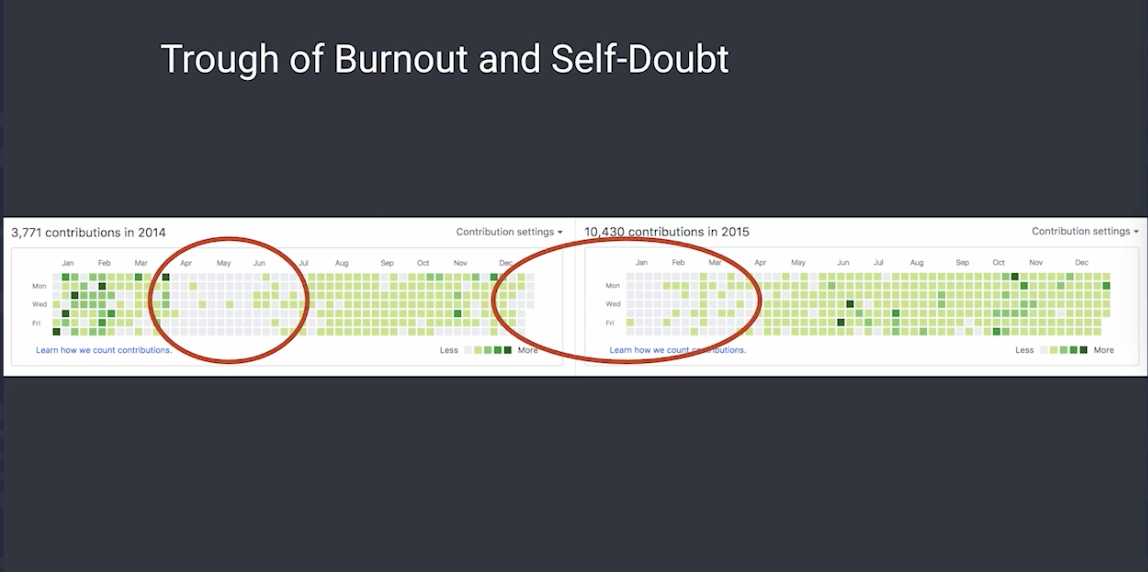 Trough of Burnout and Self-Doubt
3,771 contributions in 2014
Contribution settings
Jan Feb Mar Apr May Jun Jul Aug Sep Oct Nov Dec
Mon
Wed
Fri
Learn how we count contributions.
Less
More
10,430 contributions in 2015
Contribution settings
Jan Feb Mar Apr May Jun Jul Aug Sep Oct Nov Dec
Mon
Wed
Fri
Learn how we count contributions.
Less
More